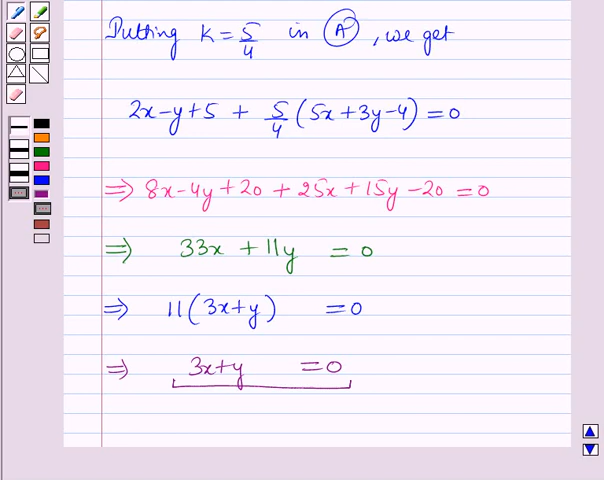 Putting K = 5/4 in (A), we get
2x-y+5 + 5/4 (5x+3y-4) = 0
⇒ 8x-4y+20 + 25x+15y-20 = 0
⇒ 33x + 11y = 0
⇒ 11(3x+y) = 0
⇒ 3x+y = 0